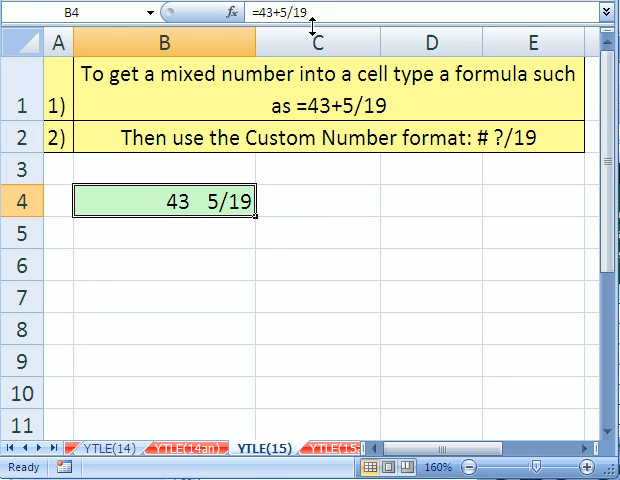 B4 fx =43+5/19
A B C D E
1 1) To get a mixed number into a cell type a formula such
as =43+5/19
2 2) Then use the Custom Number format: # ?/19
3
4 43 5/19
5
6
7
8
9
10
11
YTLE(14) YTLE(14an) YTLE(15) YTLE(15
Ready 160%